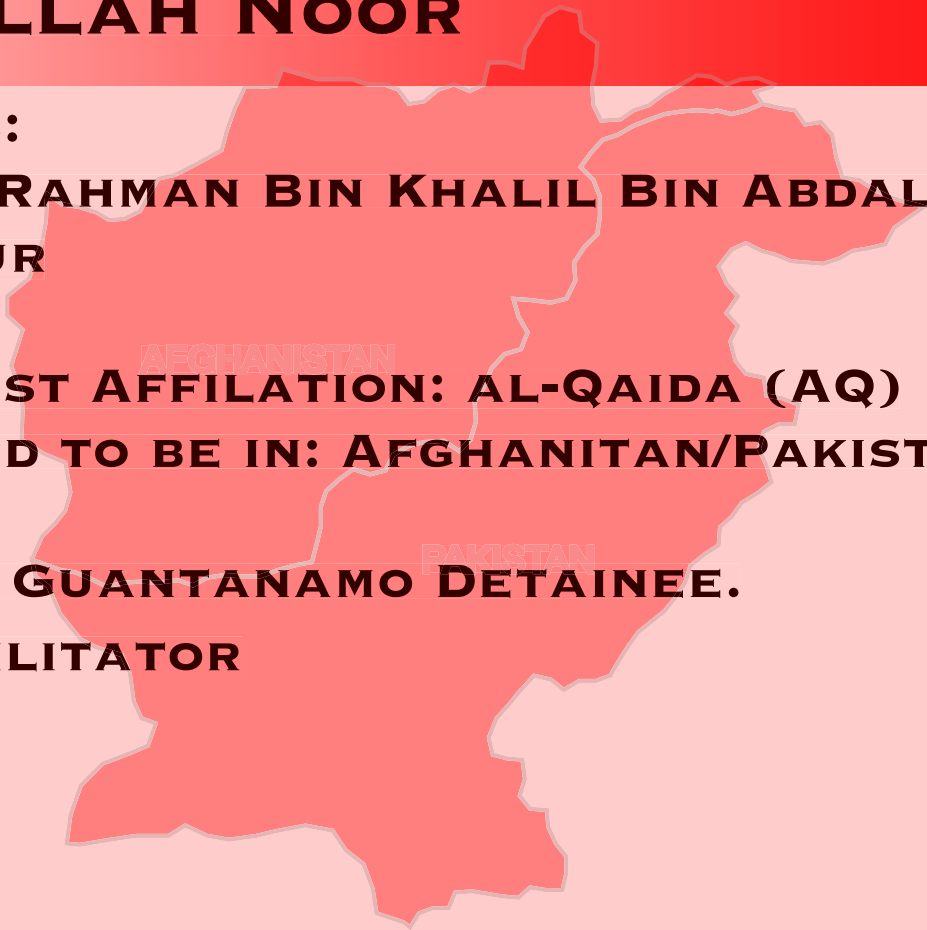 LLAH NOOR
:
RAHMAN BIN KHALIL BIN ABDAL
UR
AFGHANISTAN
ST AFFILATION: AL-QAIDA (AQ)
D TO BE IN: AFGHANITAN/PAKIST
PAKISTAN
GUANTANAMO DETAINEE.
LITATOR